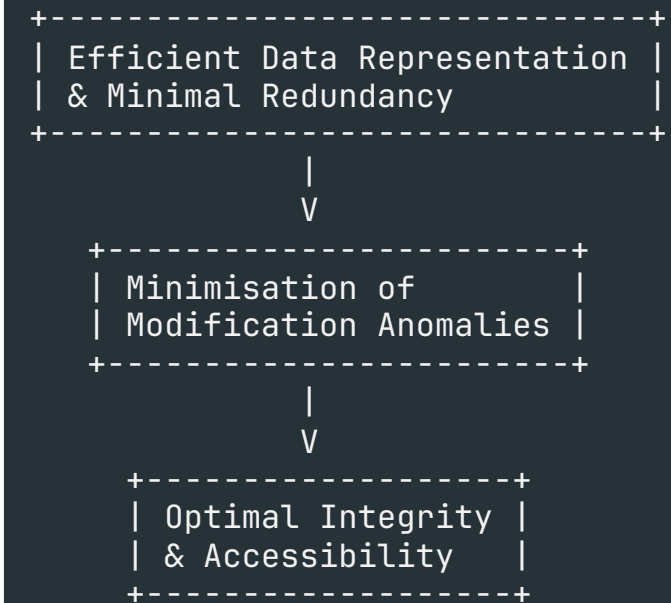 +-------------------------------+
| Efficient Data Representation |
| & Minimal Redundancy          |
+-------------------------------+
              |
              V
   +------------------------+
   | Minimisation of        |
   | Modification Anomalies |
   +------------------------+
              |
              V
     +-------------------+
     | Optimal Integrity |
     | & Accessibility   |
     +-------------------+